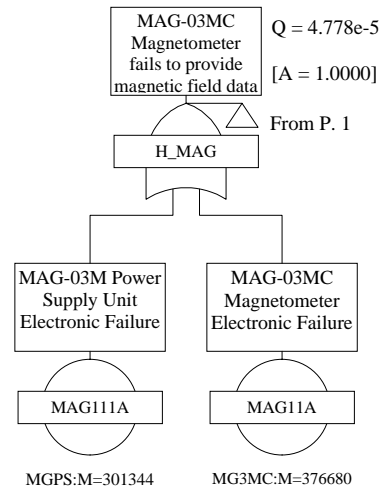 MAG-03MC
Magnetometer
fails to provide
magnetic field data
Q = 4.778e-5
[A = 1.0000]
From P. 1
H_MAG
MAG-03M Power
Supply Unit
Electronic Failure
MAG-03MC
Magnetometer
Electronic Failure
MAG111A
MAG11A
MGPS:M=301344
MG3MC:M=376680